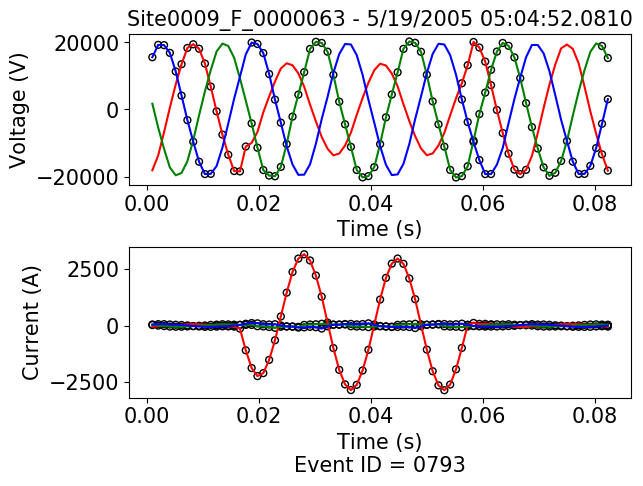 Site0009_F_0000063 - 5/19/2005 05:04:52.0810
Voltage (V)
20000
0
−20000
0.00 0.02 0.04 0.06 0.08
Time (s)
Current (A)
2500
0
−2500
0.00 0.02 0.04 0.06 0.08
Time (s)
Event ID = 0793